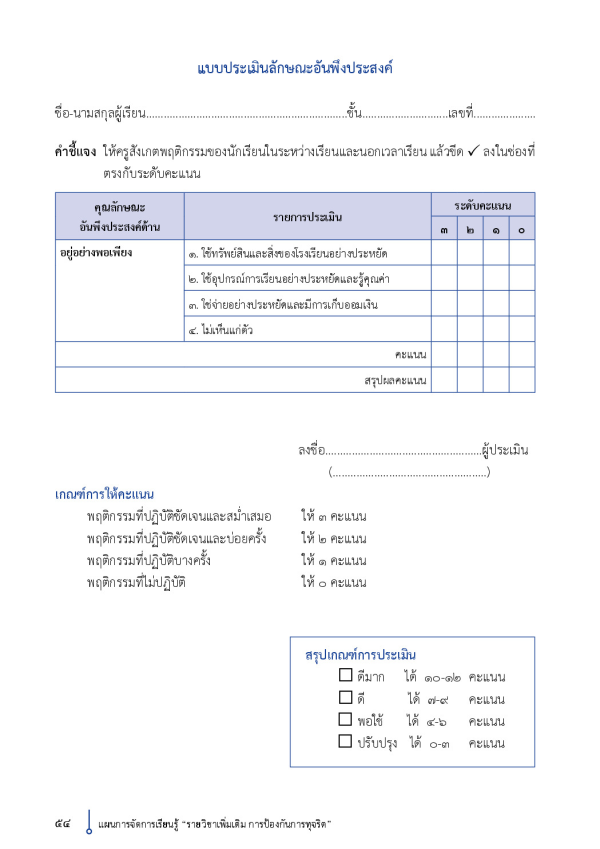 แบบประเมินลักษณะอันพึงประสงค์
ชื่อ-นามสกุลผู้เรียน....................................................................ชั้น.............................เลขที่.....................
คำชี้แจง ให้ครูสังเกตพฤติกรรมของนักเรียนในระหว่างเรียนและนอกเวลาเรียน แล้วขีด ✓ ลงในช่องที่
ตรงกับระดับคะแนน
คุณลักษณะ
อันพึงประสงค์ด้าน
รายการประเมิน
ระดับคะแนน
๓ ๒ ๑ ๐
อยู่อย่างพอเพียง
๑. ใช้ทรัพย์สินและสิ่งของโรงเรียนอย่างประหยัด
๒. ใช้อุปกรณ์การเรียนอย่างประหยัดและรู้คุณค่า
๓. ใช้จ่ายอย่างประหยัดและมีการเก็บออมเงิน
๔. ไม่เห็นแก่ตัว
คะแนน
สรุปผลคะแนน
ลงชื่อ.....................................................ผู้ประเมิน
(....................................................)
เกณฑ์การให้คะแนน
พฤติกรรมที่ปฏิบัติชัดเจนและสม่ำเสมอ ให้ ๓ คะแนน
พฤติกรรมที่ปฏิบัติชัดเจนและบ่อยครั้ง ให้ ๒ คะแนน
พฤติกรรมที่ปฏิบัติบางครั้ง ให้ ๑ คะแนน
พฤติกรรมที่ไม่ปฏิบัติ ให้ ๐ คะแนน
สรุปเกณฑ์การประเมิน
☐ ดีมาก ได้ ๑๐-๑๒ คะแนน
☐ ดี ได้ ๗-๙ คะแนน
☐ พอใช้ ได้ ๔-๖ คะแนน
☐ ปรับปรุง ได้ ๐-๓ คะแนน
๕๔ แผนการจัดการเรียนรู้ “รายวิชาเพิ่มเติม การป้องกันการทุจริต”